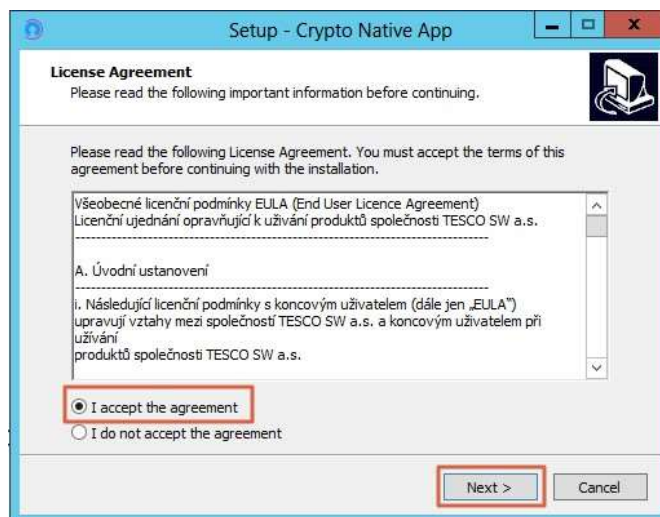 Setup - Crypto Native App
License Agreement
Please read the following important information before continuing.
Please read the following License Agreement. You must accept the terms of this
agreement before continuing with the installation.
Všeobecné licenční podmínky EULA (End User Licence Agreement)
Licenční ujednání opravňující k užívání produktů společnosti TESCO SW a.s.
--------------------------------------------------------------------
A. Úvodní ustanovení
--------------------------------------------------------------------
i. Následující licenční podmínky s koncovým uživatelem (dále jen „EULA")
upravují vztahy mezi společností TESCO SW a.s. a koncovým uživatelem při
užívání
produktů společnosti TESCO SW a.s.
I accept the agreement
I do not accept the agreement
Next >
Cancel